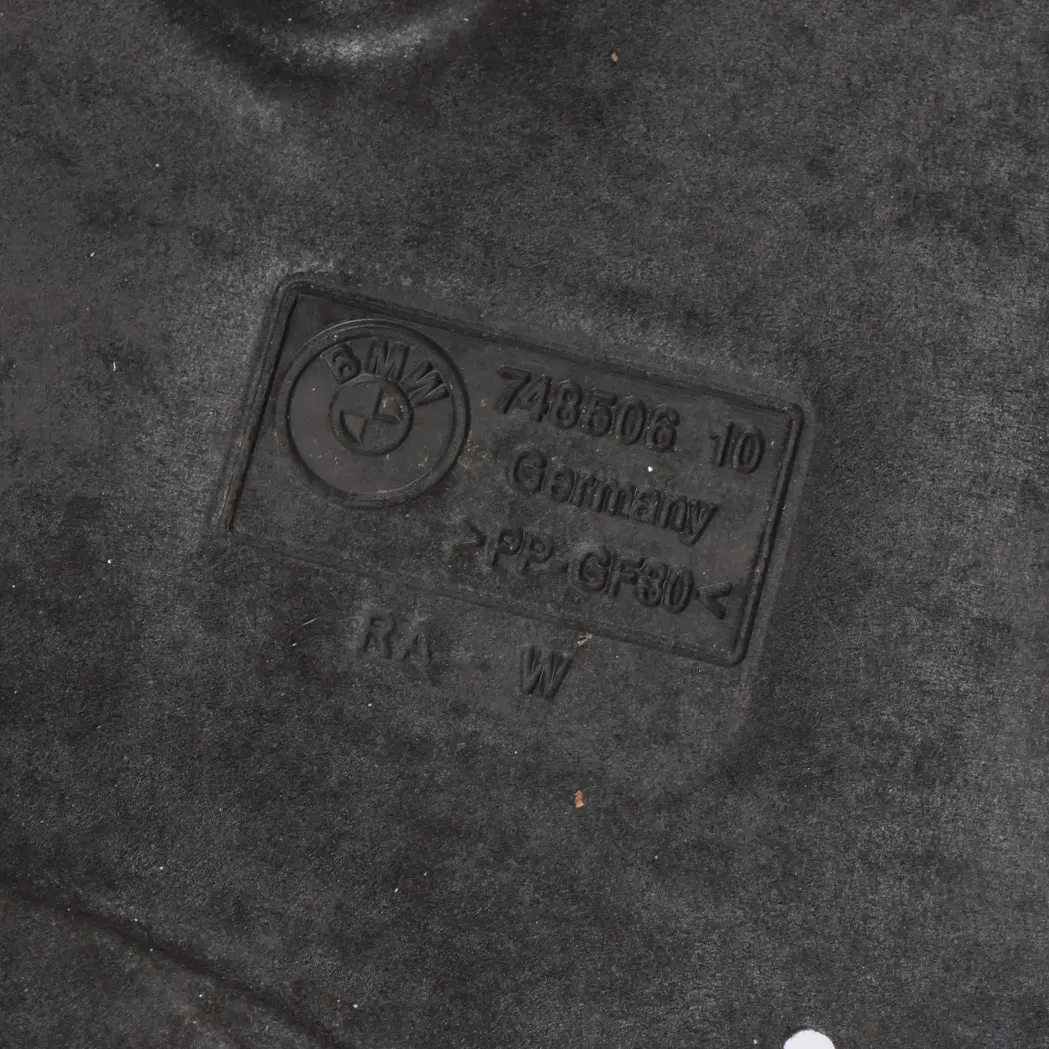 BMW
748506 10
Germany
>PP-GF30<
RA W